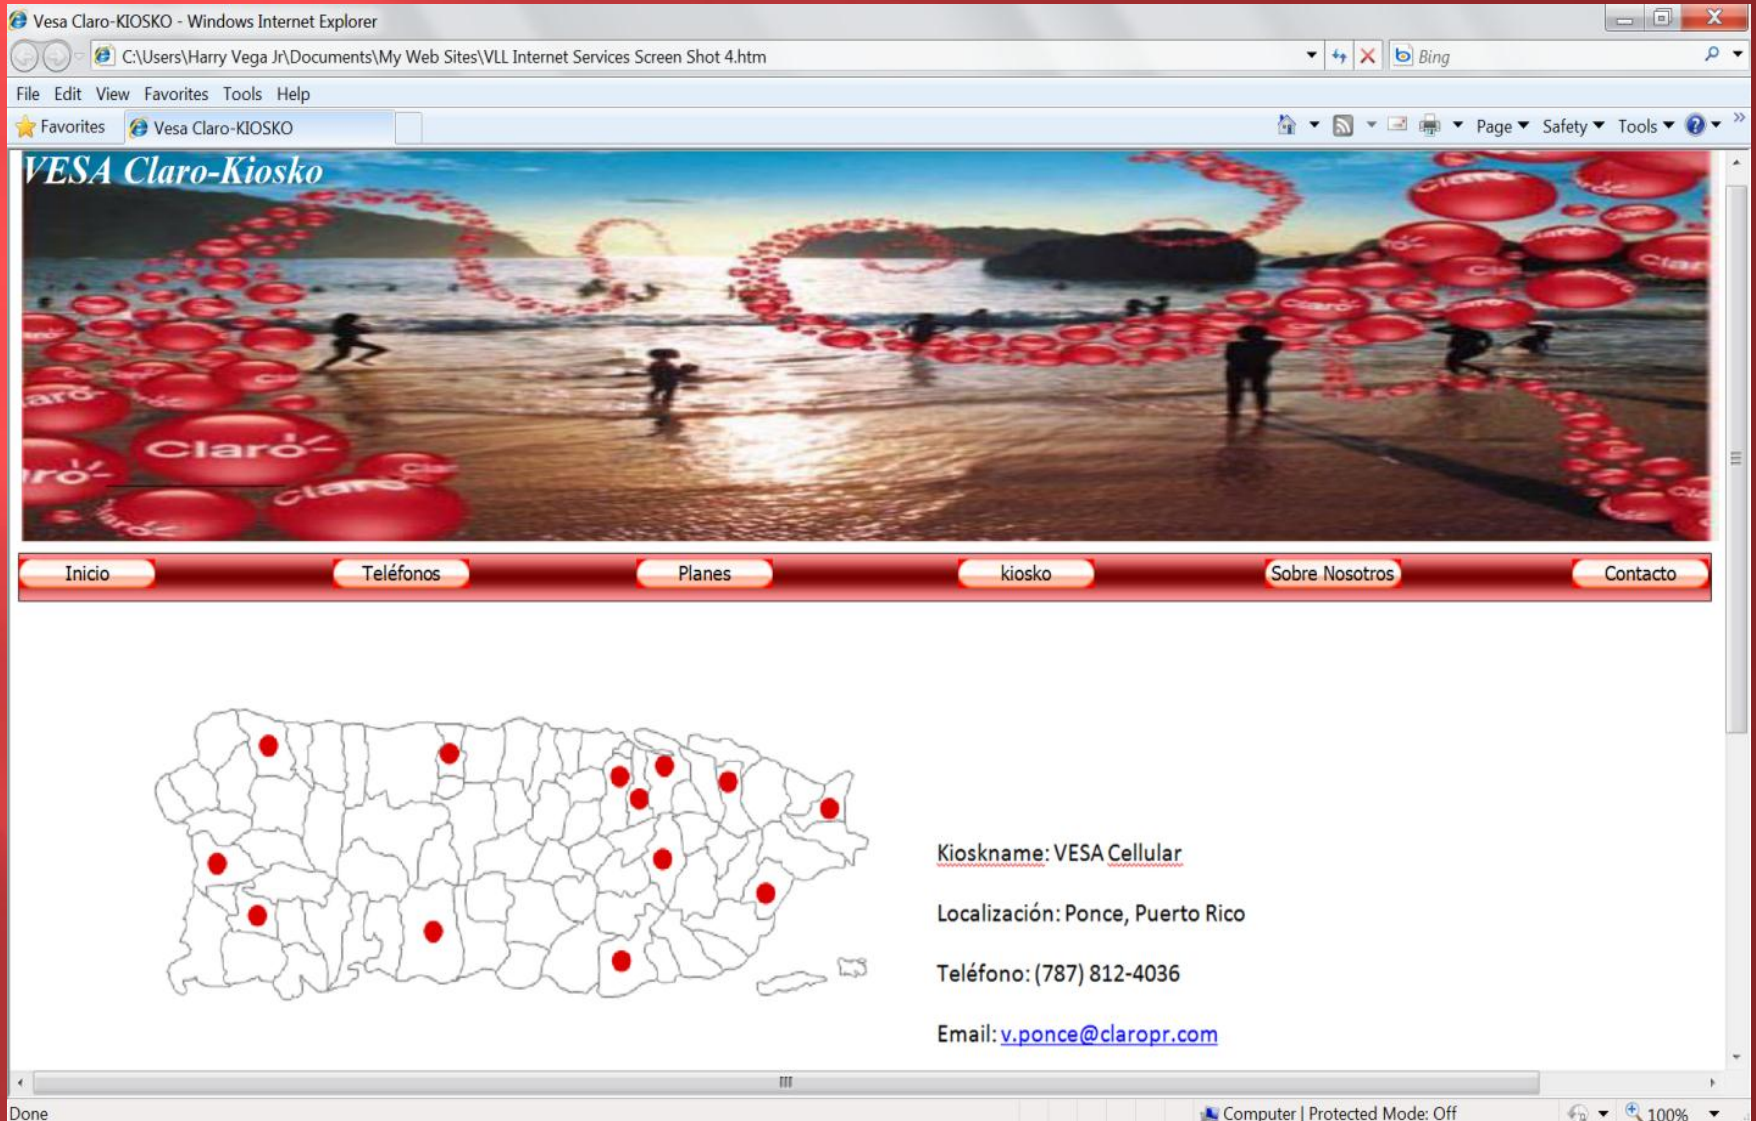 Vesa Claro-KIOSKO - Windows Internet Explorer
C:\Users\Harry Vega Jr\Documents\My Web Sites\VLL Internet Services Screen Shot 4.htm
Bing
File Edit View Favorites Tools Help
Favorites Vesa Claro-KIOSKO Page Safety Tools
VESA Claro-Kiosko
Claro
Inicio Teléfonos Planes kiosko Sobre Nosotros Contacto
Kioskname: VESA Cellular
Localización: Ponce, Puerto Rico
Teléfono: (787) 812-4036
Email: v.ponce@claropr.com
Done Computer | Protected Mode: Off 100%